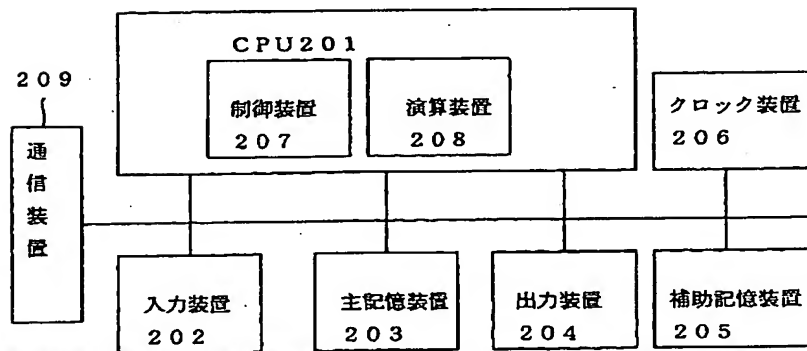 CPU201
209
制御装置
207
演算装置
208
クロック装置
206
通信装置
入力装置
202
主記憶装置
203
出力装置
204
補助記憶装置
205